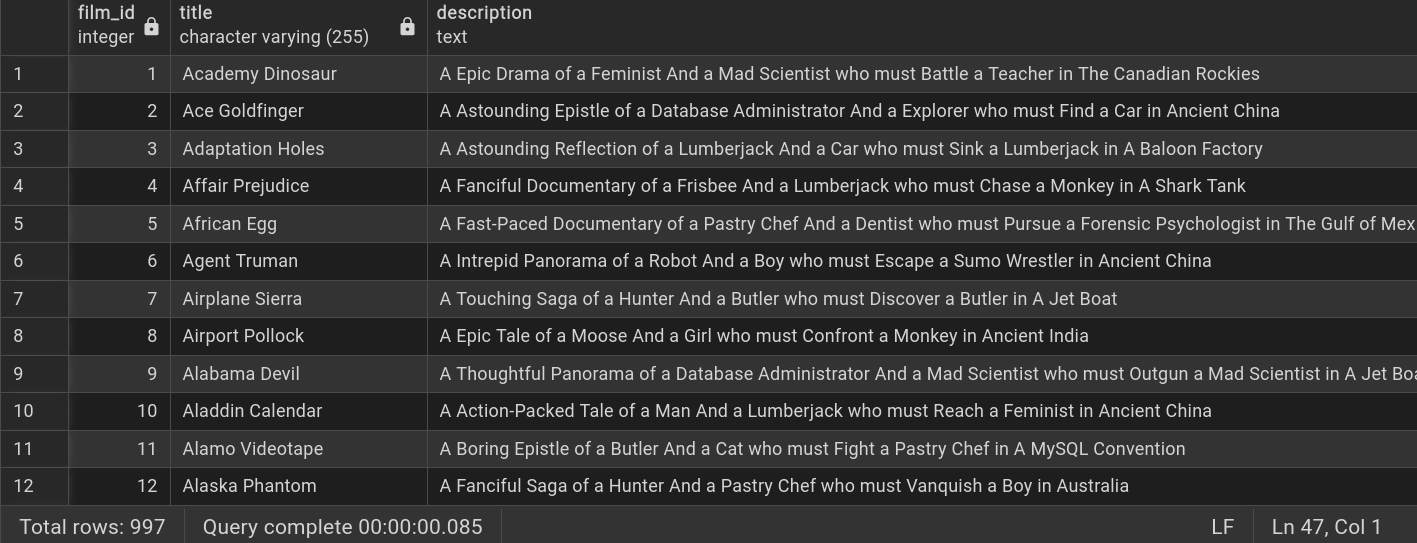 film_id title description
integer character varying (255) text
1 1 Academy Dinosaur A Epic Drama of a Feminist And a Mad Scientist who must Battle a Teacher in The Canadian Rockies
2 2 Ace Goldfinger A Astounding Epistle of a Database Administrator And a Explorer who must Find a Car in Ancient China
3 3 Adaptation Holes A Astounding Reflection of a Lumberjack And a Car who must Sink a Lumberjack in A Baloon Factory
4 4 Affair Prejudice A Fanciful Documentary of a Frisbee And a Lumberjack who must Chase a Monkey in A Shark Tank
5 5 African Egg A Fast-Paced Documentary of a Pastry Chef And a Dentist who must Pursue a Forensic Psychologist in The Gulf of Mex
6 6 Agent Truman A Intrepid Panorama of a Robot And a Boy who must Escape a Sumo Wrestler in Ancient China
7 7 Airplane Sierra A Touching Saga of a Hunter And a Butler who must Discover a Butler in A Jet Boat
8 8 Airport Pollock A Epic Tale of a Moose And a Girl who must Confront a Monkey in Ancient India
9 9 Alabama Devil A Thoughtful Panorama of a Database Administrator And a Mad Scientist who must Outgun a Mad Scientist in A Jet Boa
10 10 Aladdin Calendar A Action-Packed Tale of a Man And a Lumberjack who must Reach a Feminist in Ancient China
11 11 Alamo Videotape A Boring Epistle of a Butler And a Cat who must Fight a Pastry Chef in A MySQL Convention
12 12 Alaska Phantom A Fanciful Saga of a Hunter And a Pastry Chef who must Vanquish a Boy in Australia
Total rows: 997 Query complete 00:00:00.085 LF Ln 47, Col 1